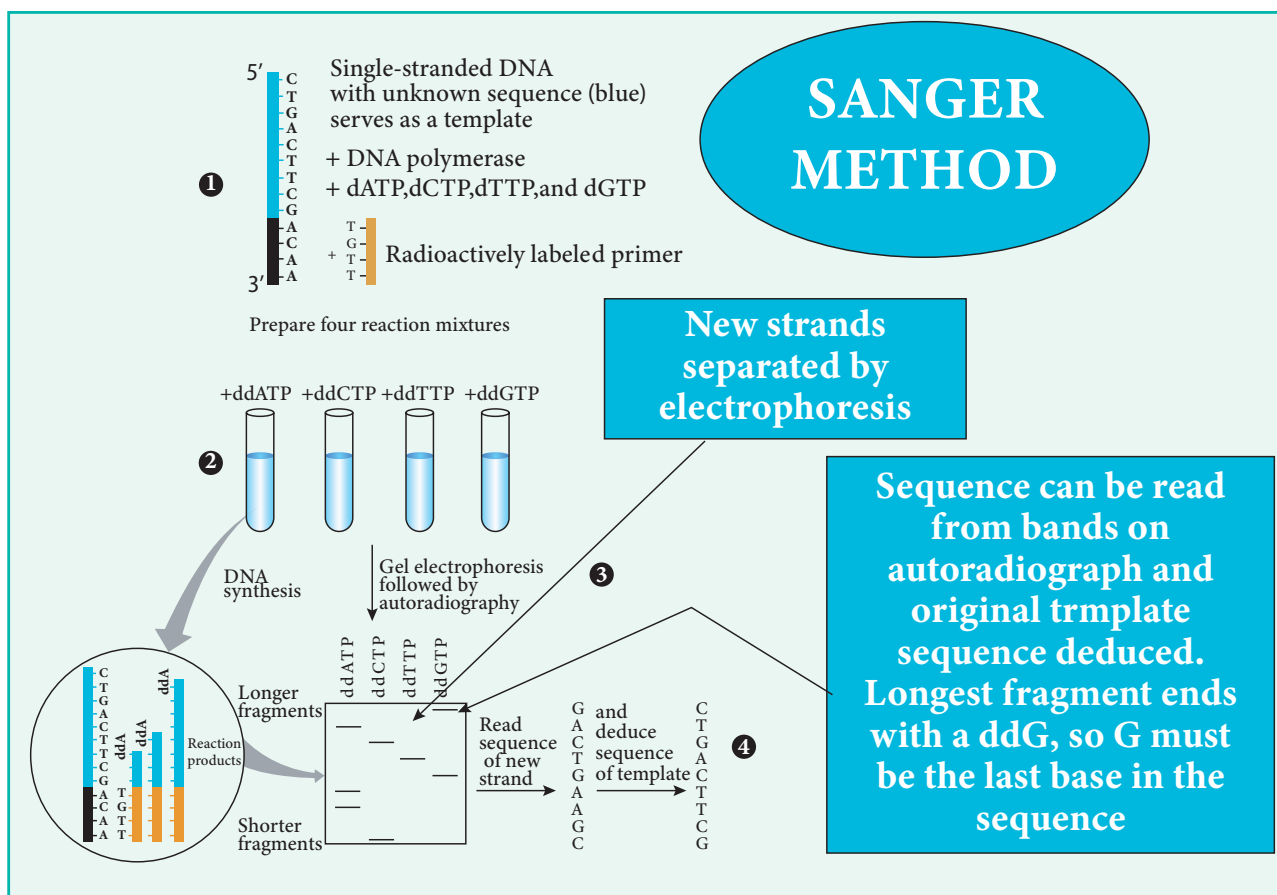 SANGER
METHOD
5′
C
T
G
A
C
T
T
C
G
A
C
A
A
3′
Single-stranded DNA
with unknown sequence (blue)
serves as a template
+ DNA polymerase
+ dATP,dCTP,dTTP,and dGTP
1
+
T
G
T
T
Radioactively labeled primer
Prepare four reaction mixtures
New strands
separated by
electrophoresis
+ddATP +ddCTP +ddTTP +ddGTP
2
DNA
synthesis
Gel electrophoresis
followed by
autoradiography
3
Sequence can be read
from bands on
autoradiograph and
original trmplate
sequence deduced.
Longest fragment ends
with a ddG, so G must
be the last base in the
sequence
ddATP
ddCTP
ddTTP
ddGTP
C
T
G
A
C
T
T
C
G
A
C
A
A
T
G
T
T
ddA
ddA
ddA
Reaction
products
Longer
fragments
Shorter
fragments
Read
sequence
of new
strand
G
A
C
T
G
A
A
G
C
and
deduce
sequence
of template
C
T
G
A
C
T
T
C
G
4